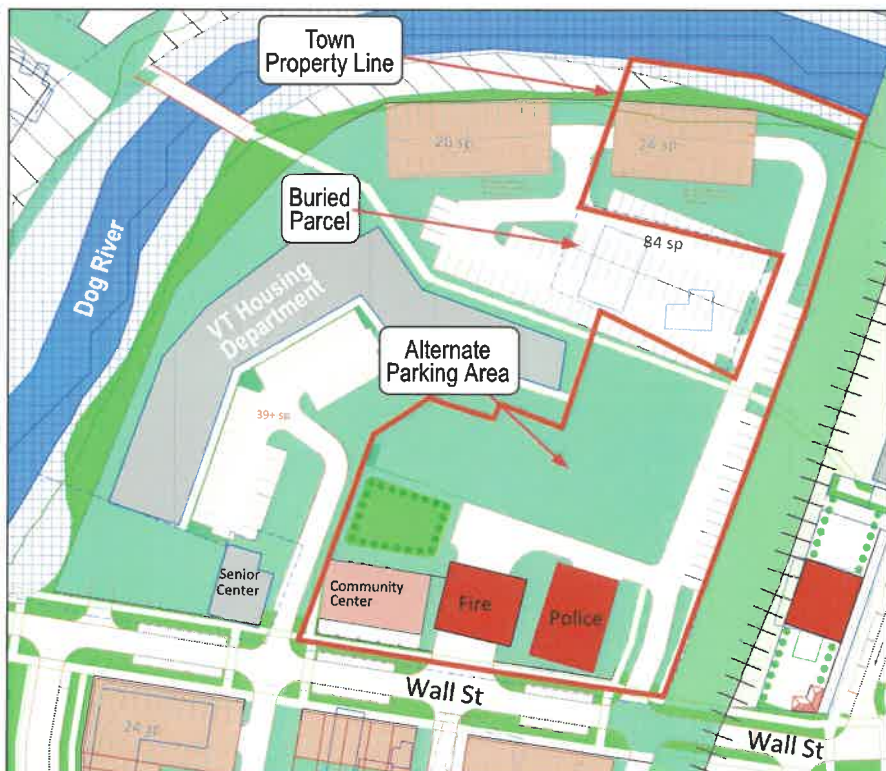 Town
Property Line
20 sp
24 sp
Buried
Parcel
84 sp
Dog River
VT Housing
Department
Alternate
Parking Area
39+ sp
Senior
Center
Community
Center
Fire
Police
Wall St
24 sp
Wall St